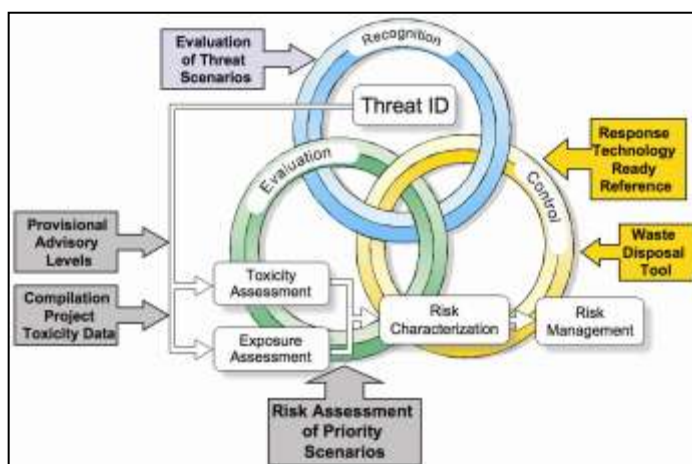 Evaluation
of Threat
Scenarios
Recognition
Threat ID
Evaluation
Control
Response
Technology
Ready
Reference
Provisional
Advisory
Levels
Waste
Disposal
Tool
Compilation
Project
Toxicity Data
Toxicity
Assessment
Exposure
Assessment
Risk
Characterization
Risk
Management
Risk Assessment
of Priority
Scenarios